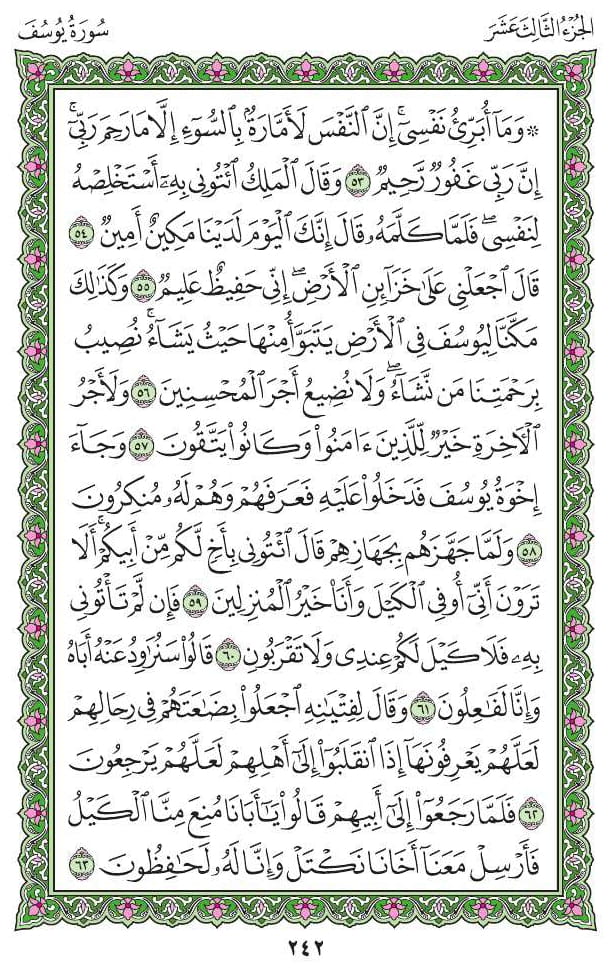 الجزء الثالث عشر
سورة يوسف
۞ وَمَآ أُبَرِّئُ نَفْسِىٓ ۚ إِنَّ ٱلنَّفْسَ لَأَمَّارَةٌۢ بِٱلسُّوٓءِ إِلَّا مَا رَحِمَ رَبِّىٓ ۚ
إِنَّ رَبِّى غَفُورٌ رَّحِيمٌ ٥٣ وَقَالَ ٱلْمَلِكُ ٱئْتُونِى بِهِۦٓ أَسْتَخْلِصْهُ
لِنَفْسِى ۖ فَلَمَّا كَلَّمَهُۥ قَالَ إِنَّكَ ٱلْيَوْمَ لَدَيْنَا مَكِينٌ أَمِينٌ ٥٤
قَالَ ٱجْعَلْنِى عَلَىٰ خَزَآئِنِ ٱلْأَرْضِ ۖ إِنِّى حَفِيظٌ عَلِيمٌ ٥٥ وَكَذَٰلِكَ
مَكَّنَّا لِيُوسُفَ فِى ٱلْأَرْضِ يَتَبَوَّأُ مِنْهَا حَيْثُ يَشَآءُ ۚ نُصِيبُ
بِرَحْمَتِنَا مَن نَّشَآءُ ۖ وَلَا نُضِيعُ أَجْرَ ٱلْمُحْسِنِينَ ٥٦ وَلَأَجْرُ
ٱلْـَٔاخِرَةِ خَيْرٌ لِّلَّذِينَ ءَامَنُوا۟ وَكَانُوا۟ يَتَّقُونَ ٥٧ وَجَآءَ
إِخْوَةُ يُوسُفَ فَدَخَلُوا۟ عَلَيْهِ فَعَرَفَهُمْ وَهُمْ لَهُۥ مُنكِرُونَ
٥٨ وَلَمَّا جَهَّزَهُم بِجَهَازِهِمْ قَالَ ٱئْتُونِى بِأَخٍ لَّكُم مِّنْ أَبِيكُمْ ۚ أَلَا
تَرَوْنَ أَنِّىٓ أُوفِى ٱلْكَيْلَ وَأَنَا۠ خَيْرُ ٱلْمُنزِلِينَ ٥٩ فَإِن لَّمْ تَأْتُونِى
بِهِۦ فَلَا كَيْلَ لَكُمْ عِندِى وَلَا تَقْرَبُونِ ٦٠ قَالُوا۟ سَنُرَٰوِدُ عَنْهُ أَبَاهُ
وَإِنَّا لَفَـٰعِلُونَ ٦١ وَقَالَ لِفِتْيَـٰنِهِ ٱجْعَلُوا۟ بِضَـٰعَتَهُمْ فِى رِحَالِهِمْ
لَعَلَّهُمْ يَعْرِفُونَهَآ إِذَا ٱنقَلَبُوٓا۟ إِلَىٰٓ أَهْلِهِمْ لَعَلَّهُمْ يَرْجِعُونَ
٦٢ فَلَمَّا رَجَعُوٓا۟ إِلَىٰٓ أَبِيهِمْ قَالُوا۟ يَـٰٓأَبَانَا مُنِعَ مِنَّا ٱلْكَيْلُ
فَأَرْسِلْ مَعَنَآ أَخَانَا نَكْتَلْ وَإِنَّا لَهُۥ لَحَـٰفِظُونَ ٦٣
٢٤٢